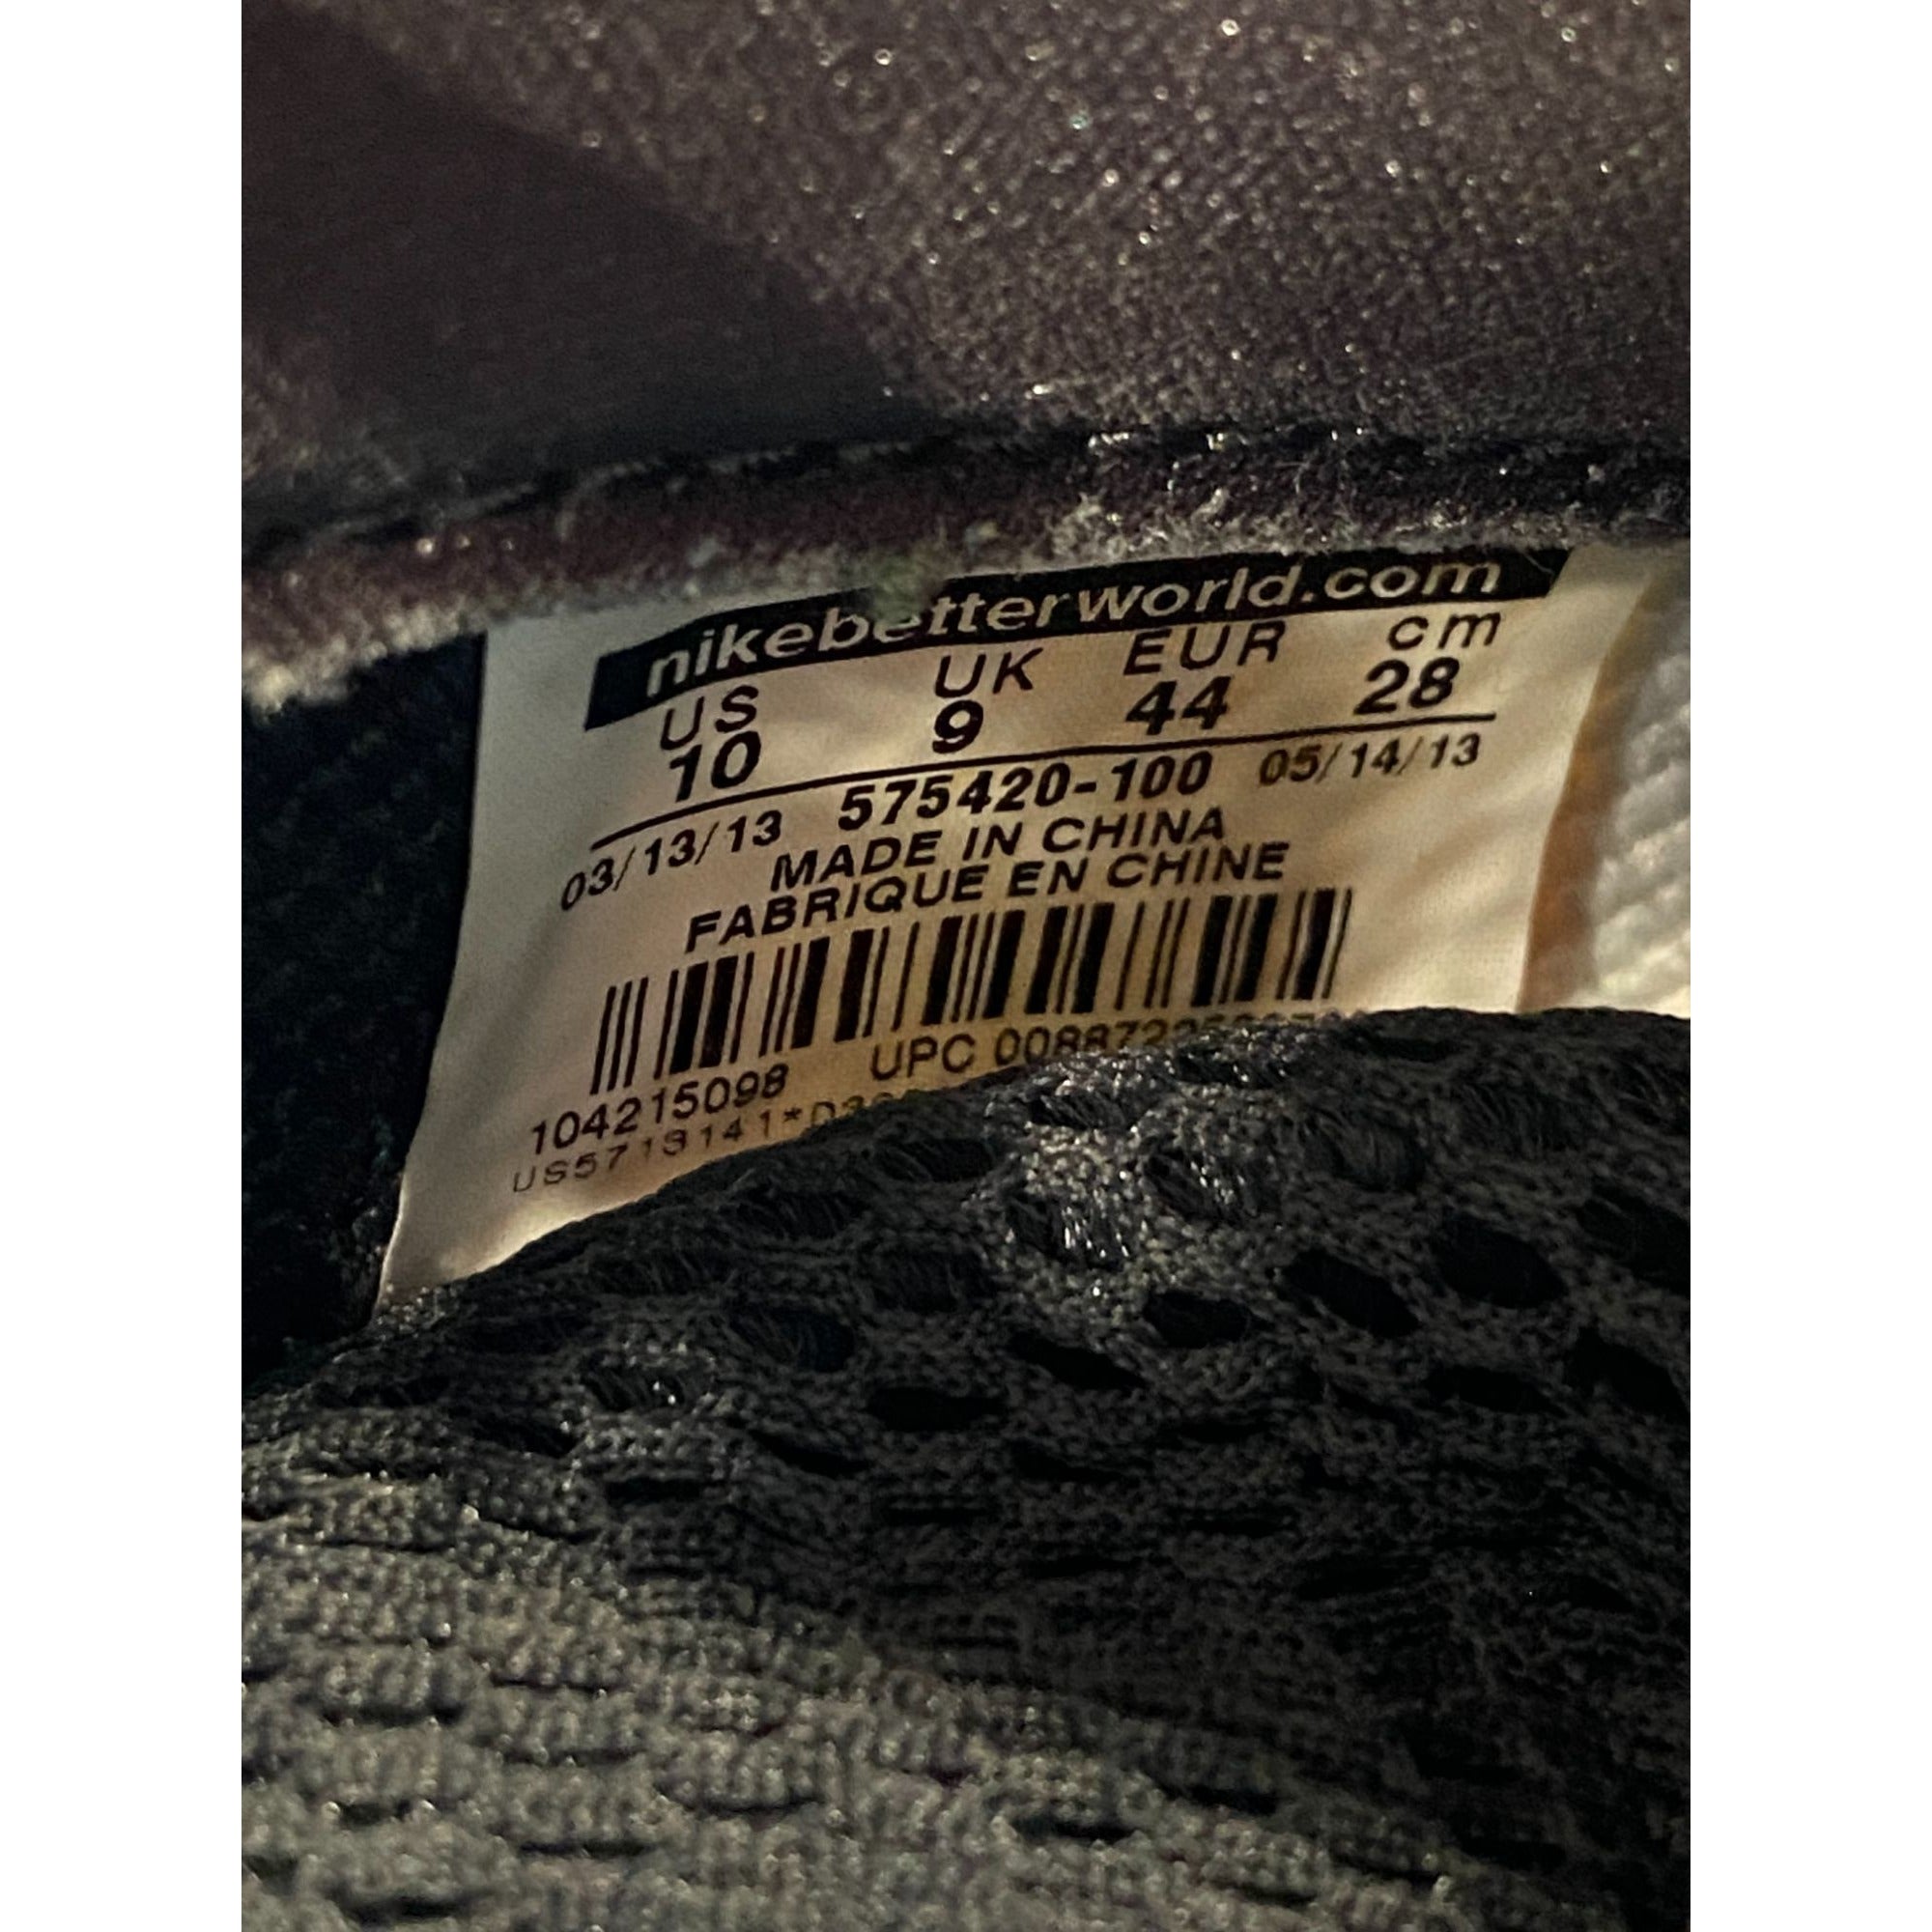 nikebetterworld.com
US UK EUR cm
10 9 44 28
03/13/13 575420-100 05/14/13
MADE IN CHINA
FABRIQUE EN CHINE
104215098 UPC